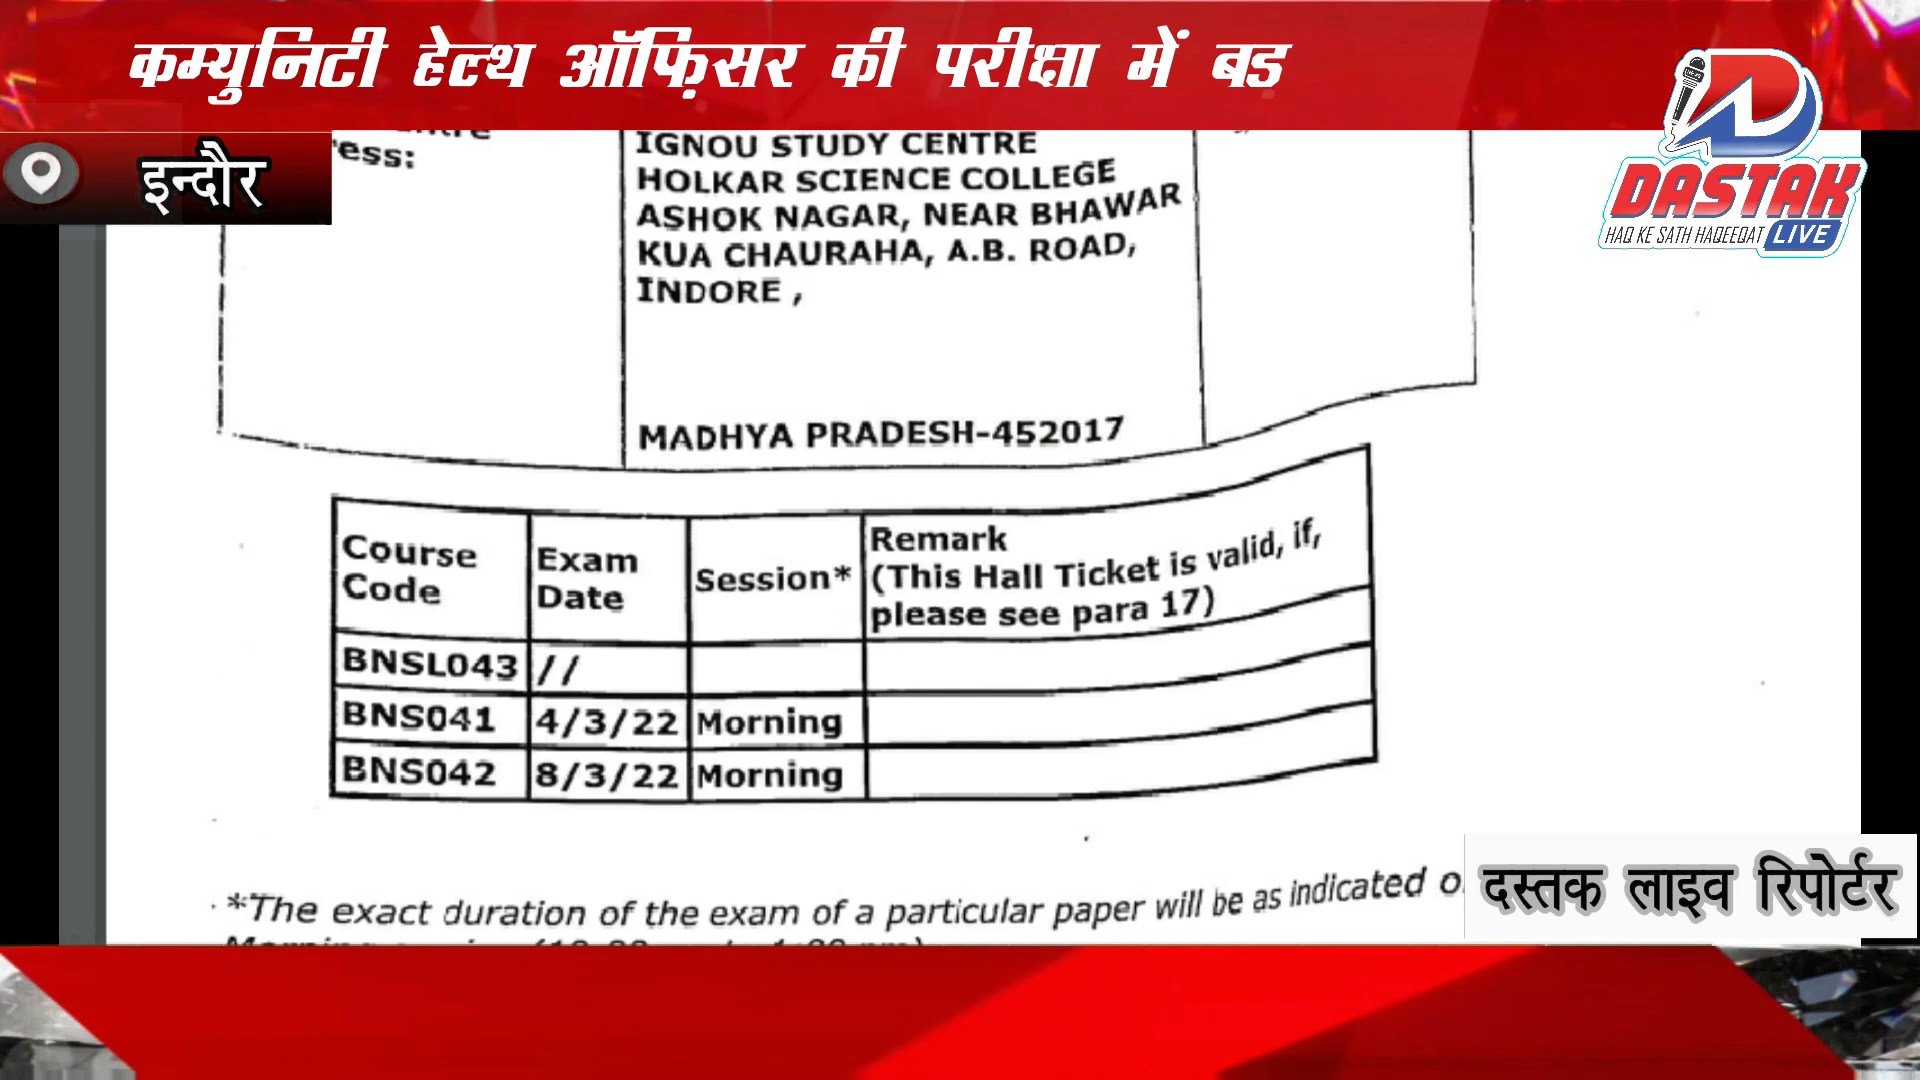 कम्युनिटी हेल्थ ऑफ़िसर की परीक्षा में बड़
इन्दौर
DASTAK
HAQ KE SATH HAQEEQAT LIVE
ess:
IGNOU STUDY CENTRE
HOLKAR SCIENCE COLLEGE
ASHOK NAGAR, NEAR BHAWAR
KUA CHAURAHA, A.B. ROAD,
INDORE ,
MADHYA PRADESH-452017
Course Code Exam Date Session* Remark
(This Hall Ticket is valid, if,
please see para 17)
BNSL043 //
BNS041 4/3/22 Morning
BNS042 8/3/22 Morning
*The exact duration of the exam of a particular paper will be as indicated o
दस्तक लाइव रिपोर्टर